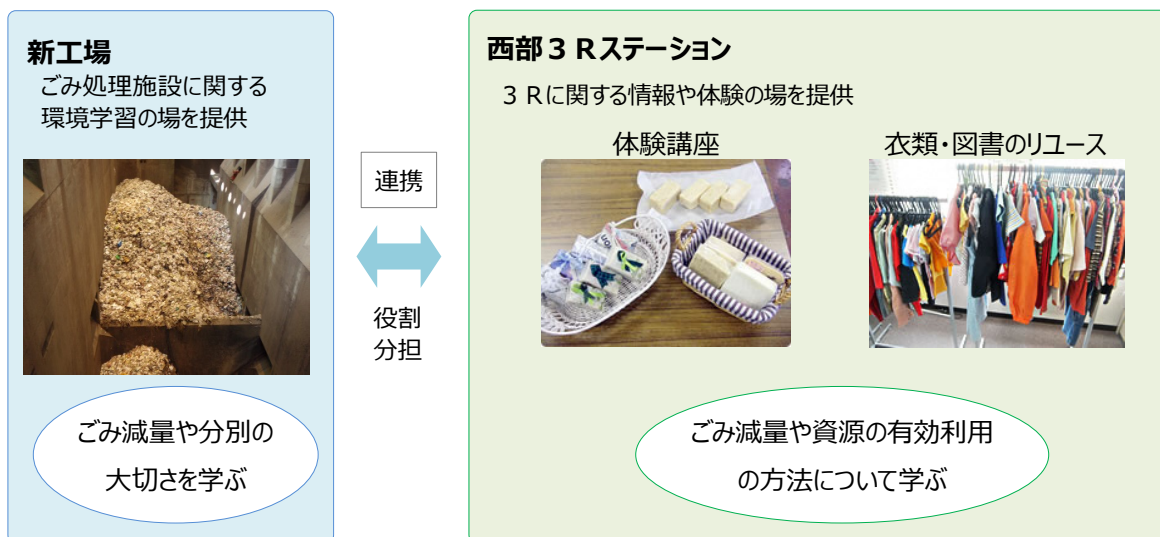 新工場
ごみ処理施設に関する
環境学習の場を提供
ごみ減量や分別の
大切さを学ぶ
連携
役割
分担
西部３Ｒステーション
３Ｒに関する情報や体験の場を提供
体験講座
衣類・図書のリユース
ごみ減量や資源の有効利用
の方法について学ぶ